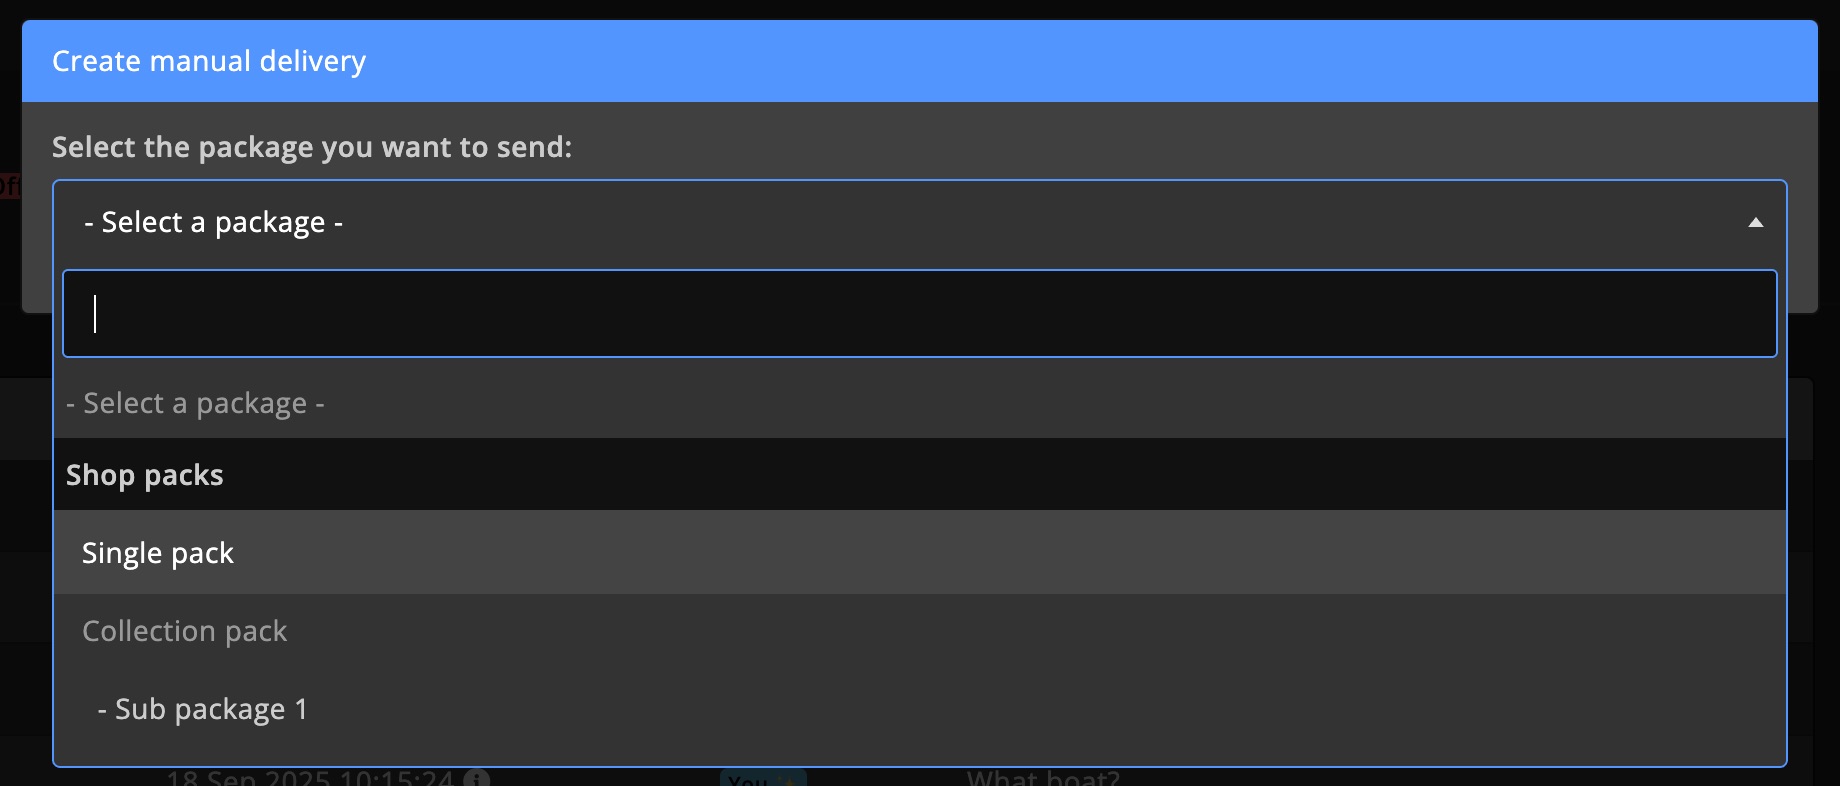 Create manual delivery
Select the package you want to send:
Off
- Select a package -
- Select a package -
Shop packs
Single pack
Collection pack
- Sub package 1
18 Sep 2025 10:15:24
You
What boat?